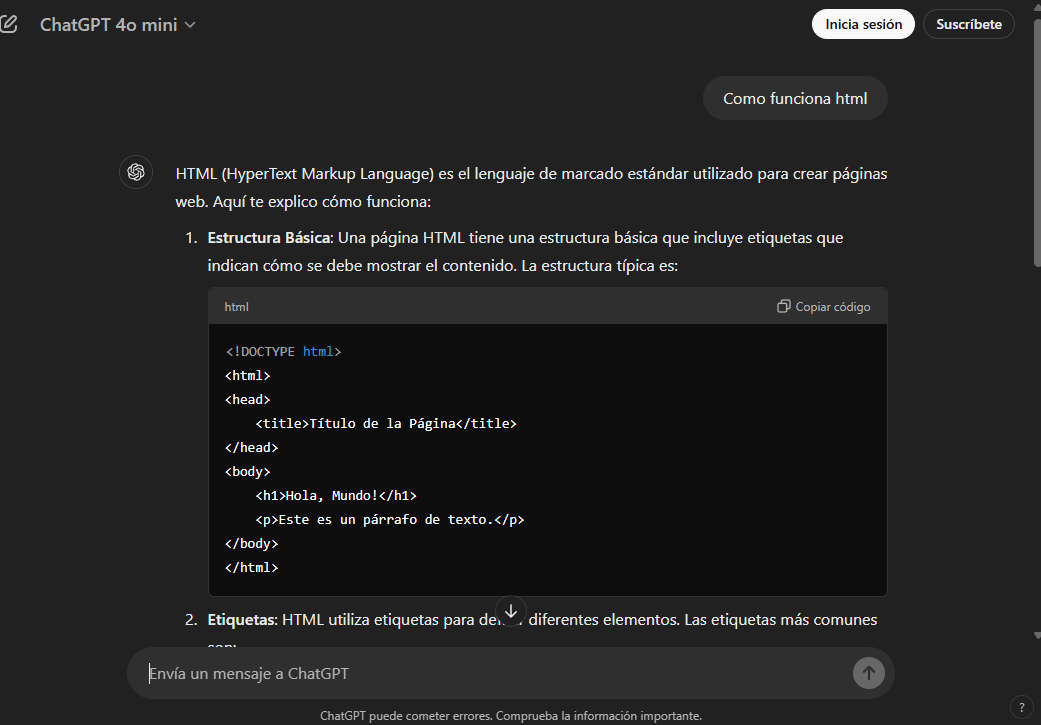 ChatGPT 4o mini
Inicia sesión
Suscríbete
Como funciona html
HTML (HyperText Markup Language) es el lenguaje de marcado estándar utilizado para crear páginas
web. Aquí te explico cómo funciona:
1. Estructura Básica: Una página HTML tiene una estructura básica que incluye etiquetas que
indican cómo se debe mostrar el contenido. La estructura típica es:
html
Copiar código
<!DOCTYPE html>
<html>
<head>
    <title>Título de la Página</title>
</head>
<body>
    <h1>Hola, Mundo!</h1>
    <p>Este es un párrafo de texto.</p>
</body>
</html>
2. Etiquetas: HTML utiliza etiquetas para diferentes elementos. Las etiquetas más comunes
Envía un mensaje a ChatGPT
ChatGPT puede cometer errores. Comprueba la información importante.
?